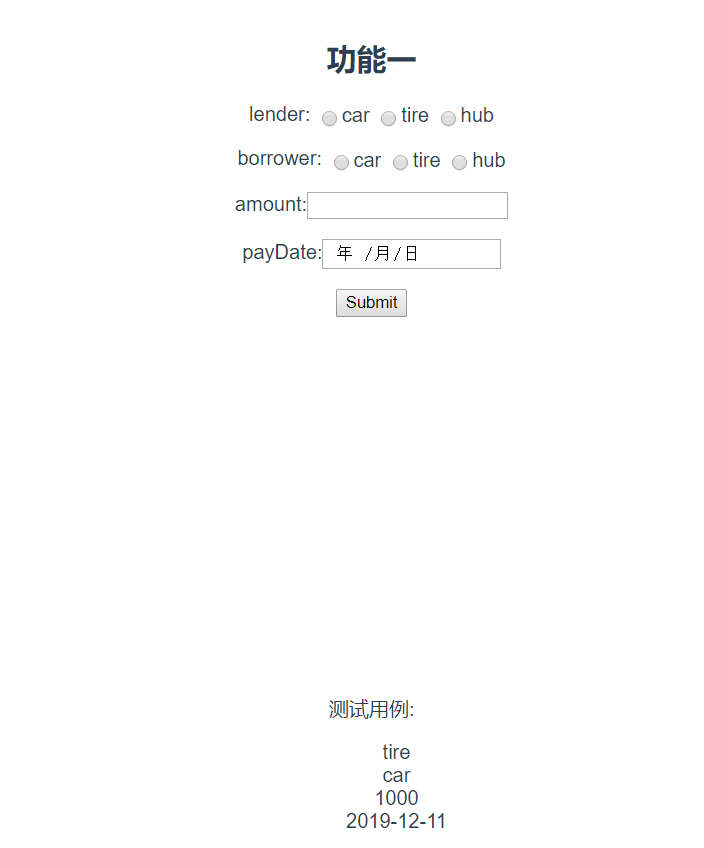 功能一
lender: car tire hub
borrower: car tire hub
amount:
payDate: 年 /月/日
Submit
测试用例:
tire
car
1000
2019-12-11